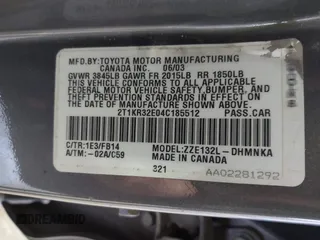 MFD.BY:TOYOTA MOTOR MANUFACTURING
CANADA INC. 06/03
GVWR 3845LB GAWR FR 2015LB RR 1850LB
THIS VEHICLE CONFORMS TO ALL APPLICABLE
FEDERAL MOTOR VEHICLE SAFETY, BUMPER,
AND THEFT PREVENTION STANDARDS IN EFFECT
ON THE DATE OF MANUFACTURE SHOWN ABOVE.
2T1KR32E04C185512 PASS.CAR
C/TR:1E3/FB14 MODEL:ZZE132L-DHMNKA
A/TM:-02A/C59 MADE IN CANADA
321
AA02281292
AUTOBIDMASTER